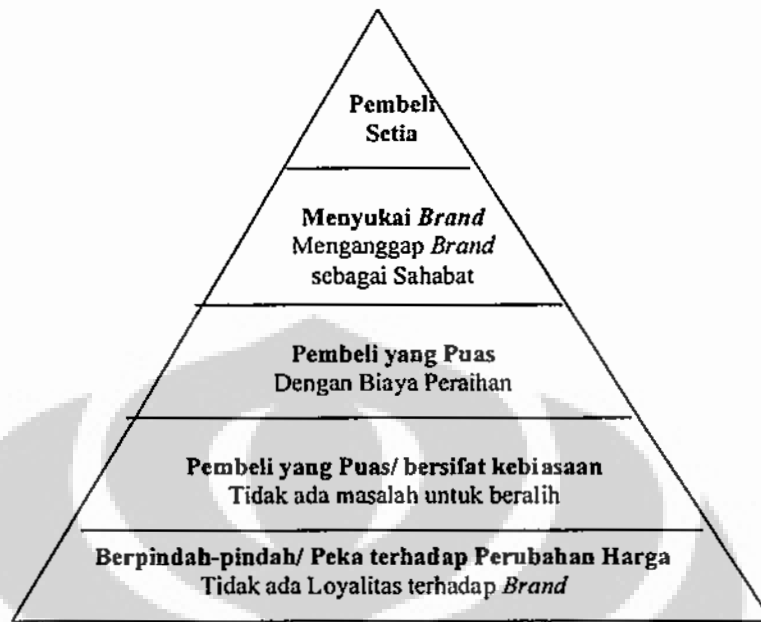 Pembeli
Setia
Menyukai Brand
Menganggap Brand
sebagai Sahabat
Pembeli yang Puas
Dengan Biaya Peraihan
Pembeli yang Puas/ bersifat kebiasaan
Tidak ada masalah untuk beralih
Berpindah-pindah/ Peka terhadap Perubahan Harga
Tidak ada Loyalitas terhadap Brand